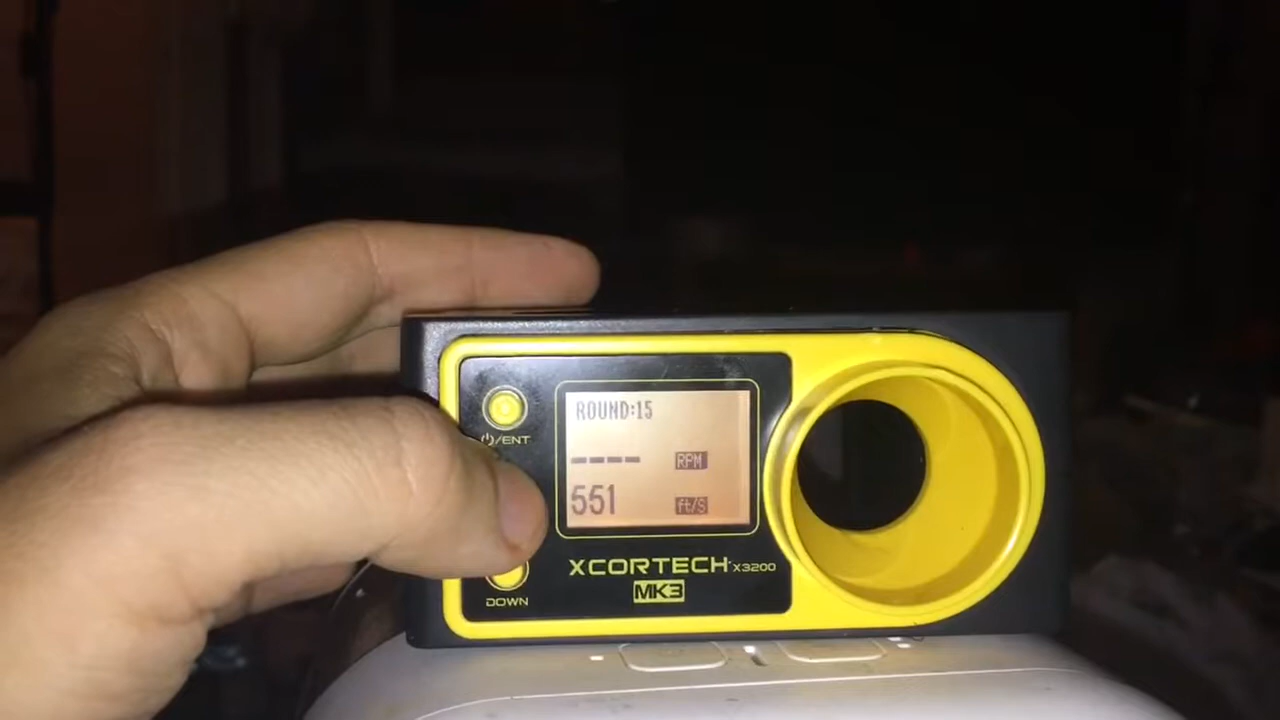 ROUND:15
---- RPM
551 ft/s
⏻/ENT
DOWN
XCORTECH X3200
MK3